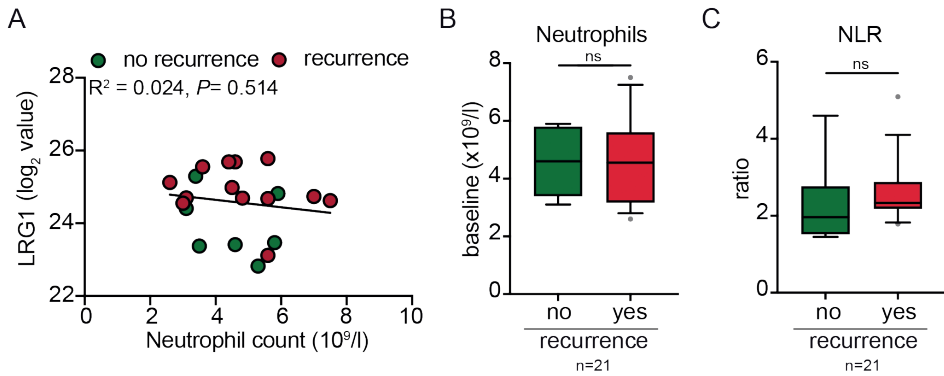 A
no recurrence recurrence
R² = 0.024, P= 0.514
28
26
24
22
LRG1 (log₂ value)
0 2 4 6 8 10
Neutrophil count (10⁹/l)
B
Neutrophils
ns
8
6
4
2
0
baseline (x10⁹/l)
no yes
recurrence
n=21
C
NLR
ns
6
4
2
0
ratio
no yes
recurrence
n=21